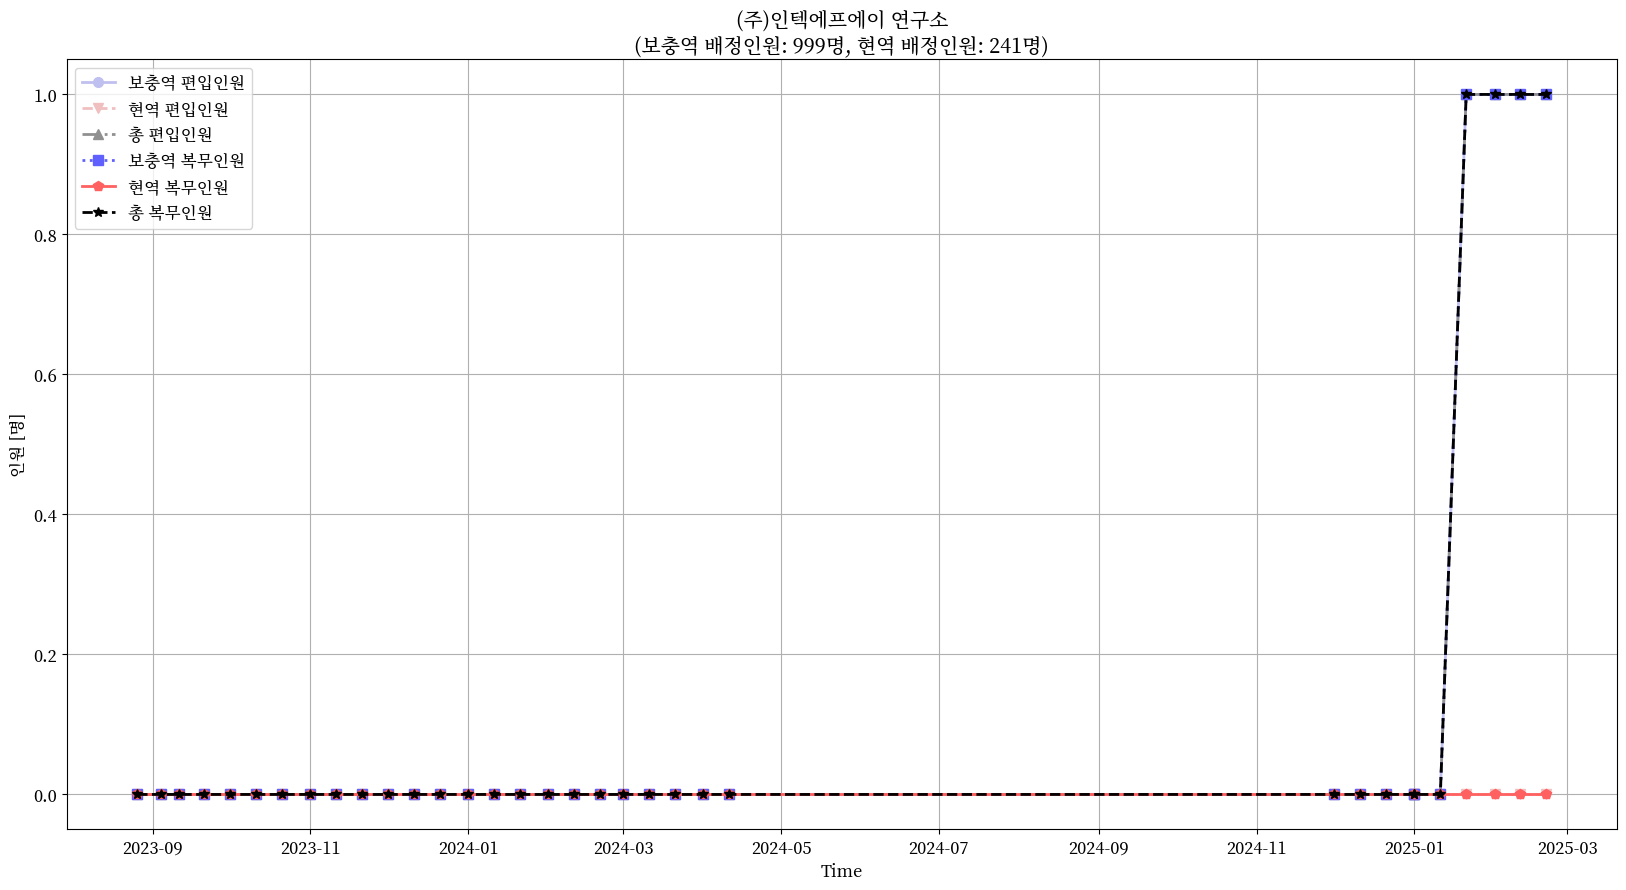 (주)인텍에프에이 연구소
(보충역 배정인원: 999명, 현역 배정인원: 241명)
보충역 편입인원
현역 편입인원
총 편입인원
보충역 복무인원
현역 복무인원
총 복무인원
인원 [명]
1.0
0.8
0.6
0.4
0.2
0.0
2023-09 2023-11 2024-01 2024-03 2024-05 2024-07 2024-09 2024-11 2025-01 2025-03
Time